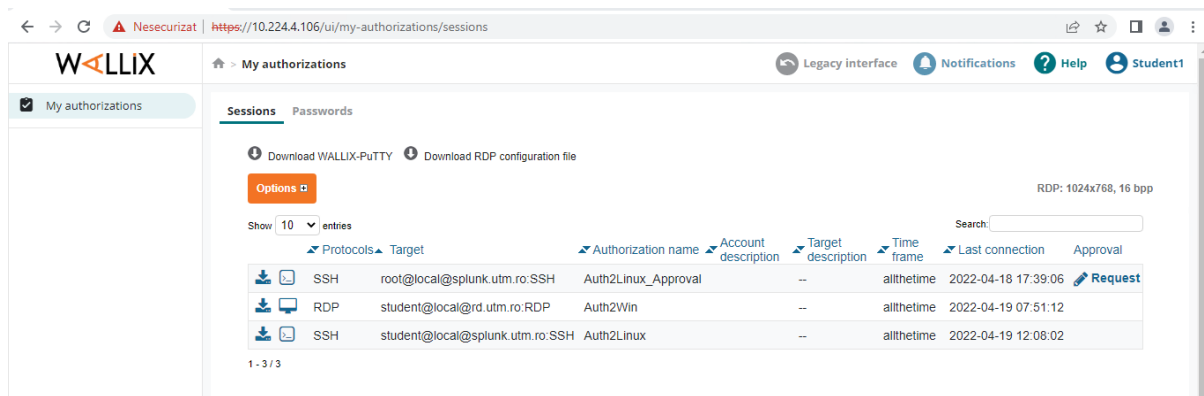 Nesecurizat https://10.224.4.106/ui/my-authorizations/sessions
WALLIX
> My authorizations
Legacy interface Notifications ? Help Student1
My authorizations
Sessions Passwords
Download WALLIX-PuTTY Download RDP configuration file
Options
RDP: 1024x768, 16 bpp
Show 10 entries
Search:
Protocols Target Authorization name Account description Target description Time frame Last connection Approval
SSH root@local@splunk.utm.ro:SSH Auth2Linux_Approval -- allthetime 2022-04-18 17:39:06 Request
RDP student@local@rd.utm.ro:RDP Auth2Win -- allthetime 2022-04-19 07:51:12
SSH student@local@splunk.utm.ro:SSH Auth2Linux -- allthetime 2022-04-19 12:08:02
1 - 3 / 3